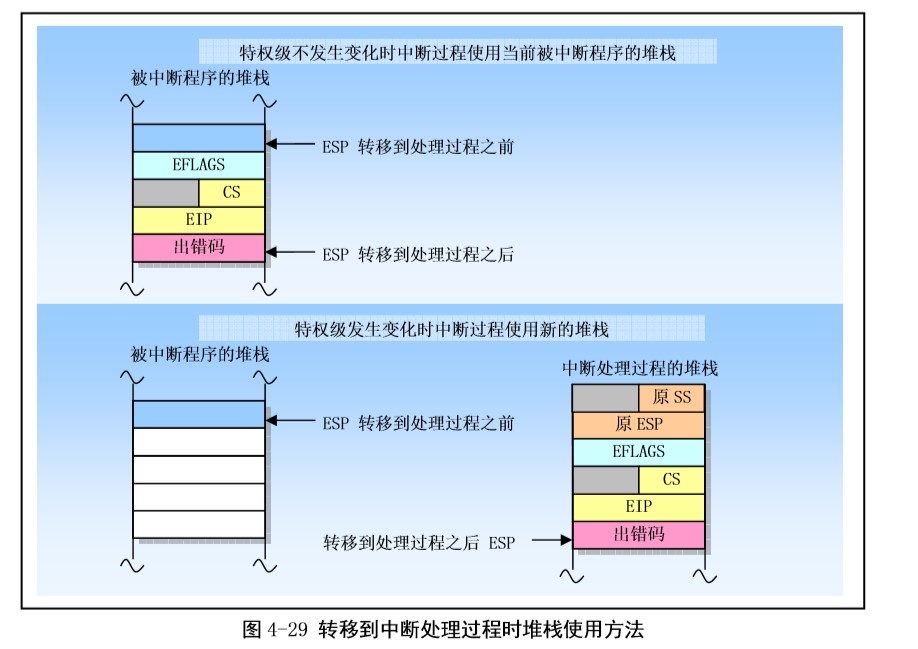 特权级不发生变化时中断过程使用当前被中断程序的堆栈
被中断程序的堆栈
ESP 转移到处理过程之前
EFLAGS
CS
EIP
出错码
ESP 转移到处理过程之后
特权级发生变化时中断过程使用新的堆栈
被中断程序的堆栈
中断处理过程的堆栈
原 SS
ESP 转移到处理过程之前
原 ESP
EFLAGS
CS
EIP
出错码
转移到处理过程之后 ESP
图 4-29 转移到中断处理过程时堆栈使用方法